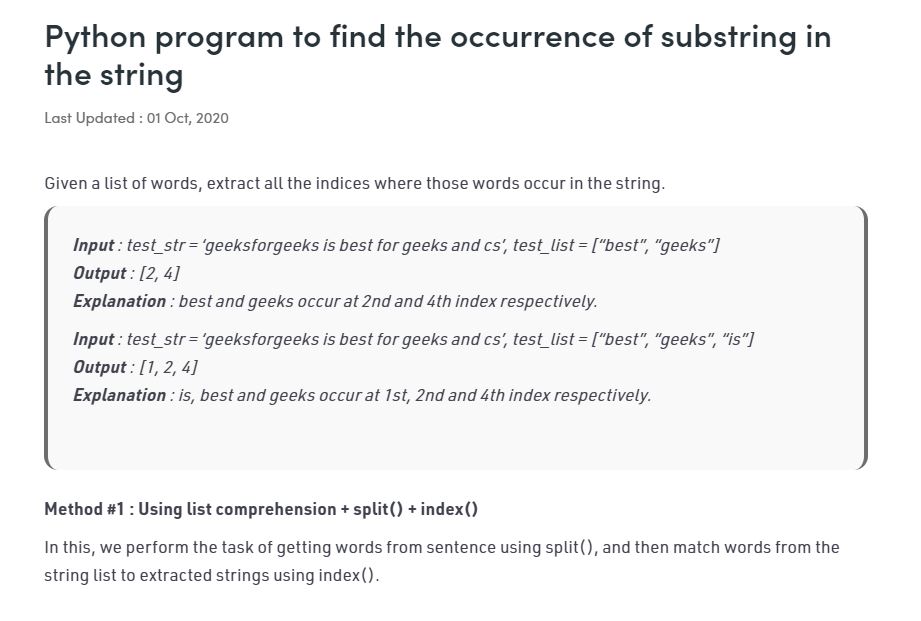 Python program to find the occurrence of substring in
the string
Last Updated : 01 Oct, 2020
Given a list of words, extract all the indices where those words occur in the string.
Input : test_str = ‘geeksforgeeks is best for geeks and cs’, test_list = [“best”, “geeks”]
Output : [2, 4]
Explanation : best and geeks occur at 2nd and 4th index respectively.
Input : test_str = ‘geeksforgeeks is best for geeks and cs’, test_list = [“best”, “geeks”, “is”]
Output : [1, 2, 4]
Explanation : is, best and geeks occur at 1st, 2nd and 4th index respectively.
Method #1 : Using list comprehension + split() + index()
In this, we perform the task of getting words from sentence using split(), and then match words from the
string list to extracted strings using index().